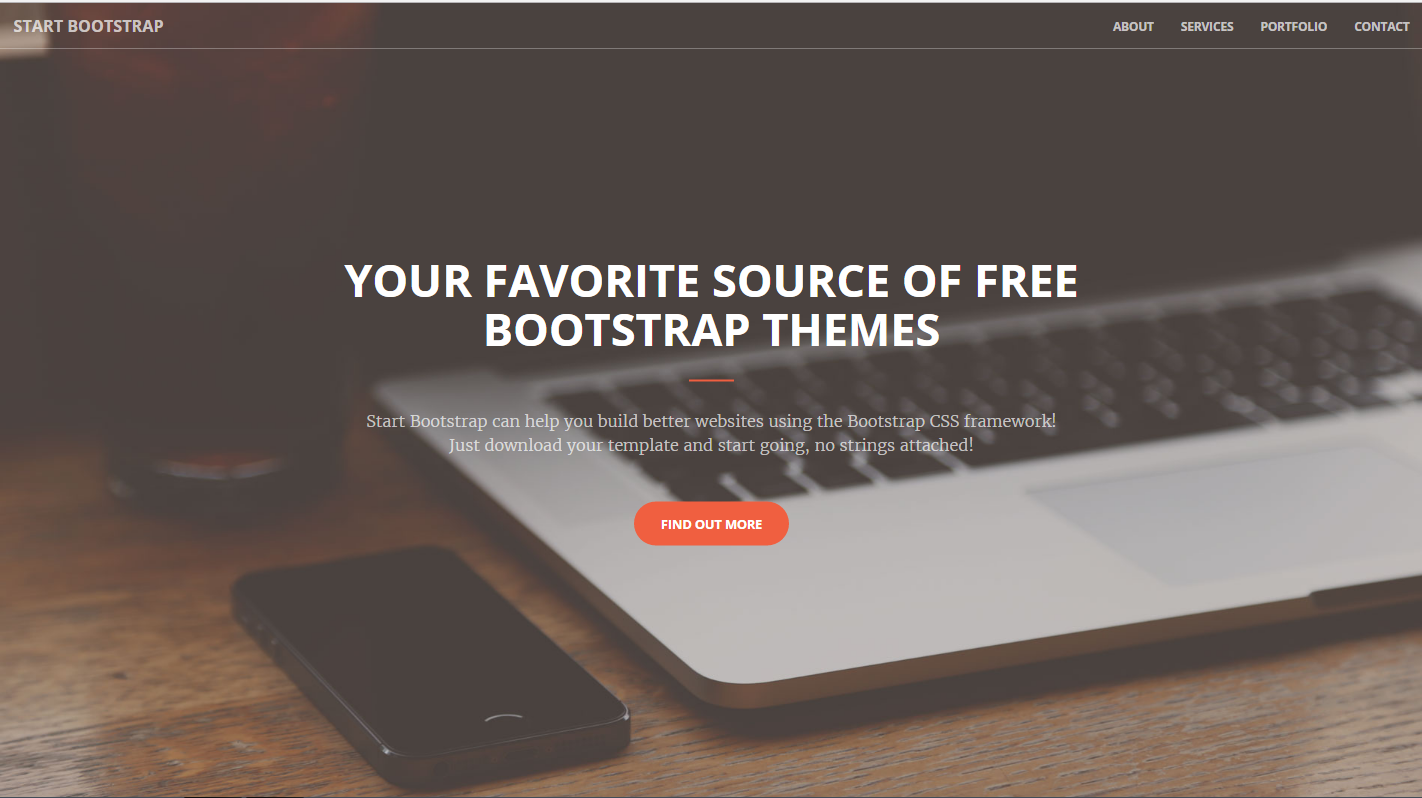 START BOOTSTRAP
ABOUT SERVICES PORTFOLIO CONTACT
YOUR FAVORITE SOURCE OF FREE
BOOTSTRAP THEMES
Start Bootstrap can help you build better websites using the Bootstrap CSS framework!
Just download your template and start going, no strings attached!
FIND OUT MORE